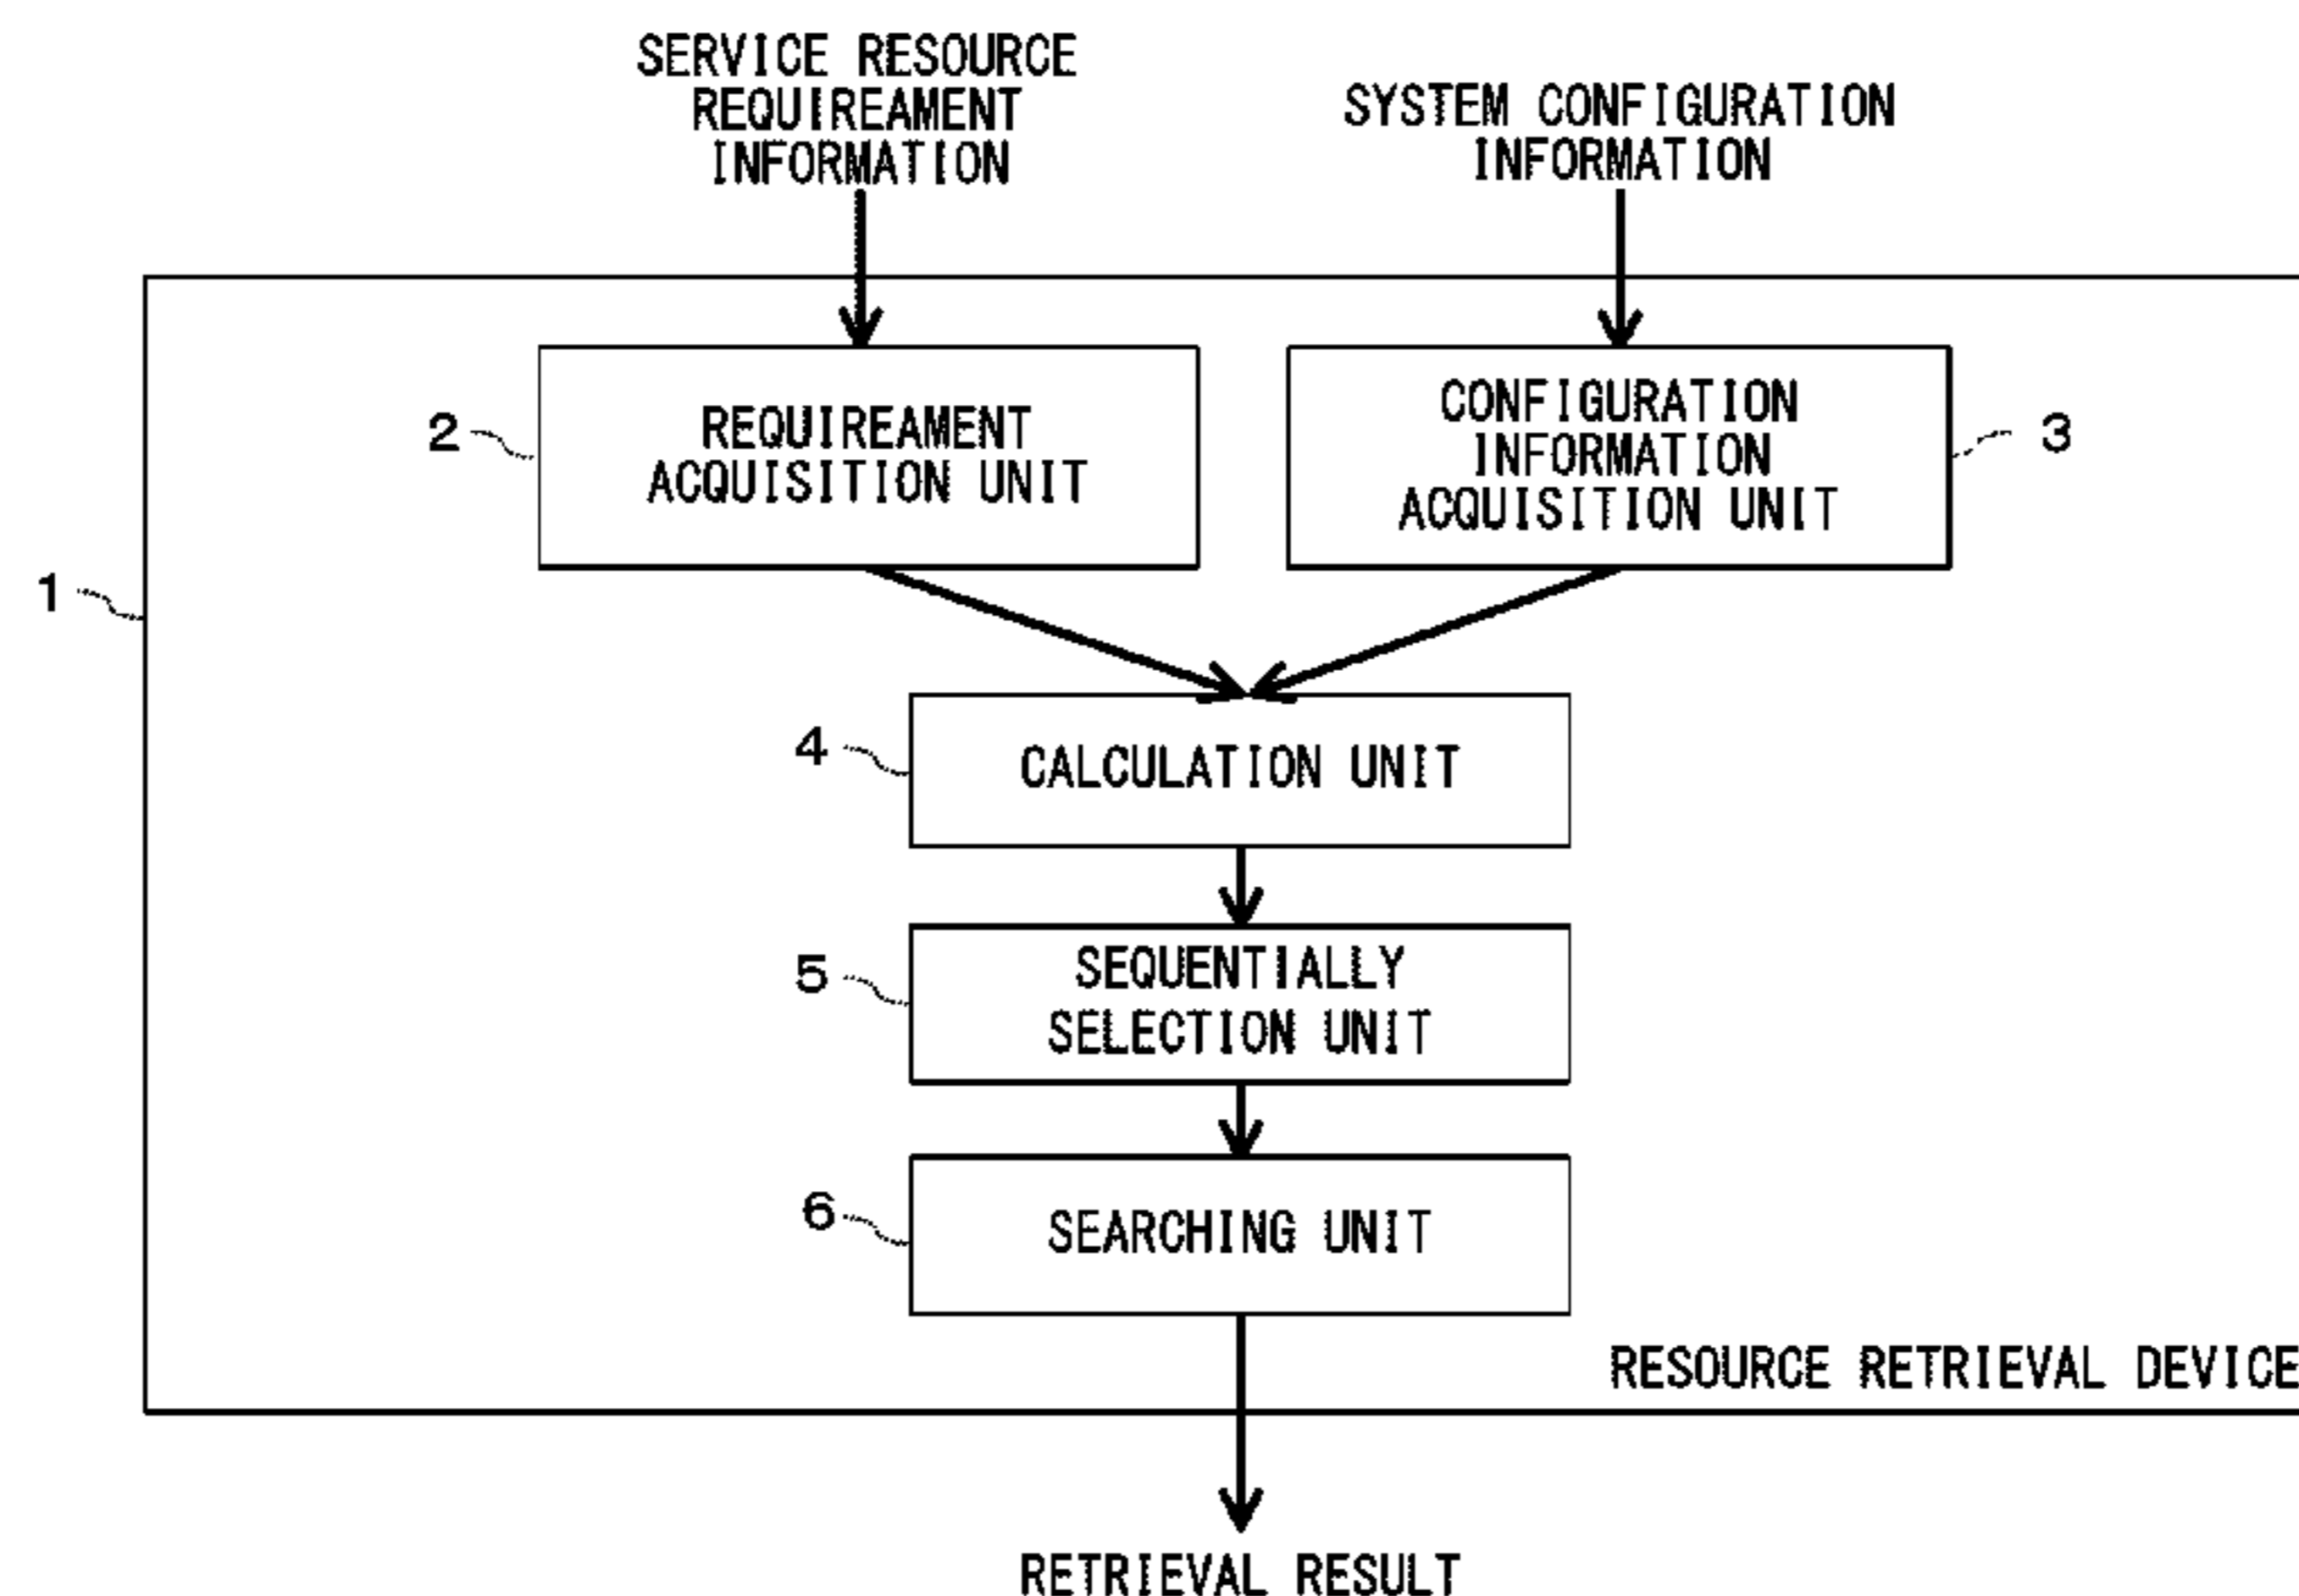 SERVICE RESOURCE
REQUIREAMENT
INFORMATION
SYSTEM CONFIGURATION
INFORMATION
2
REQUIREAMENT
ACQUISITION UNIT
CONFIGURATION
INFORMATION
ACQUISITION UNIT
3
1
4
CALCULATION UNIT
5
SEQUENTIALLY
SELECTION UNIT
6
SEARCHING UNIT
RESOURCE RETRIEVAL DEVICE
RETRIEVAL RESULT